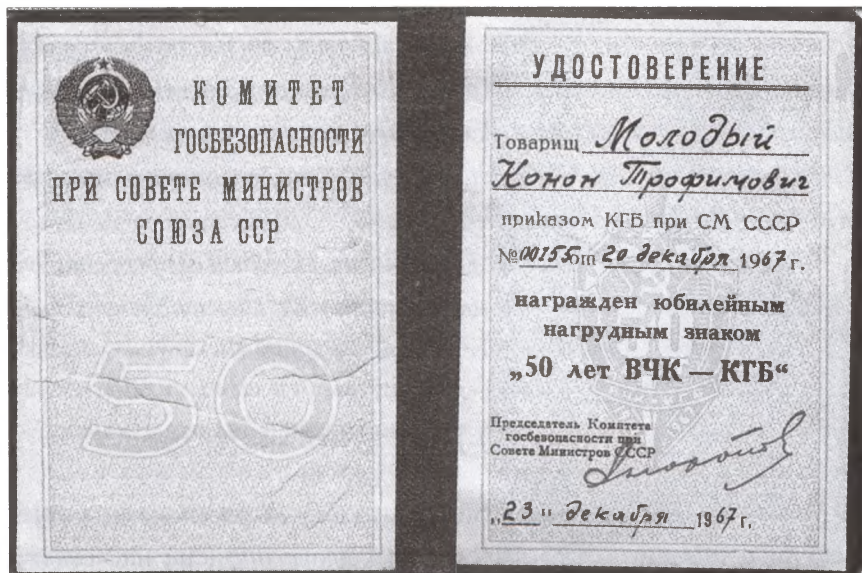 КОМИТЕТ
ГОСБЕЗОПАСНОСТИ
ПРИ СОВЕТЕ МИНИСТРОВ
СОЮЗА ССР
50
УДОСТОВЕРЕНИЕ
Товарищ Молодый
Конон Трофимович
приказом КГБ при СМ СССР
№ 00155 от 20 декабря 1967 г.
награжден юбилейным
нагрудным знаком
„50 лет ВЧК — КГБ“
Председатель Комитета
госбезопасности при
Совете Министров СССР
„23" декабря 1967 г.